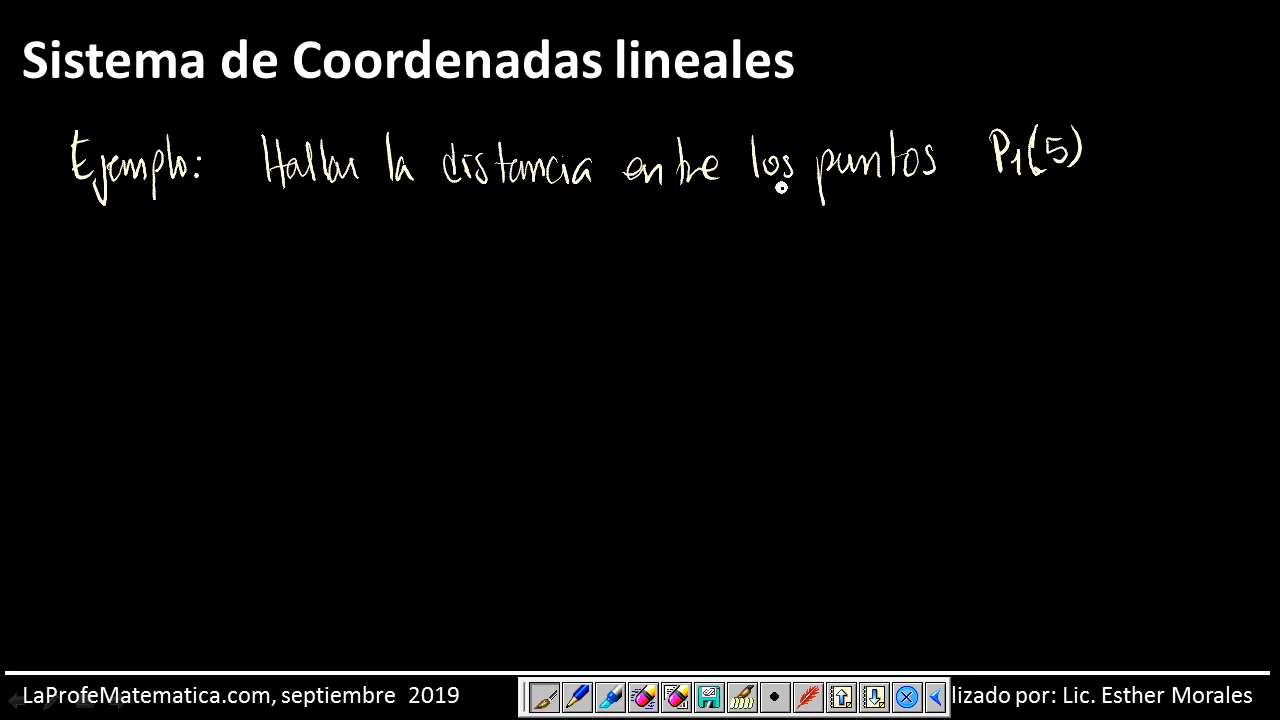 Sistema de Coordenadas lineales
Ejemplo: Hallar la distancia entre los puntos P₁(5)
LaProfeMatematica.com, septiembre 2019
lizado por: Lic. Esther Morales